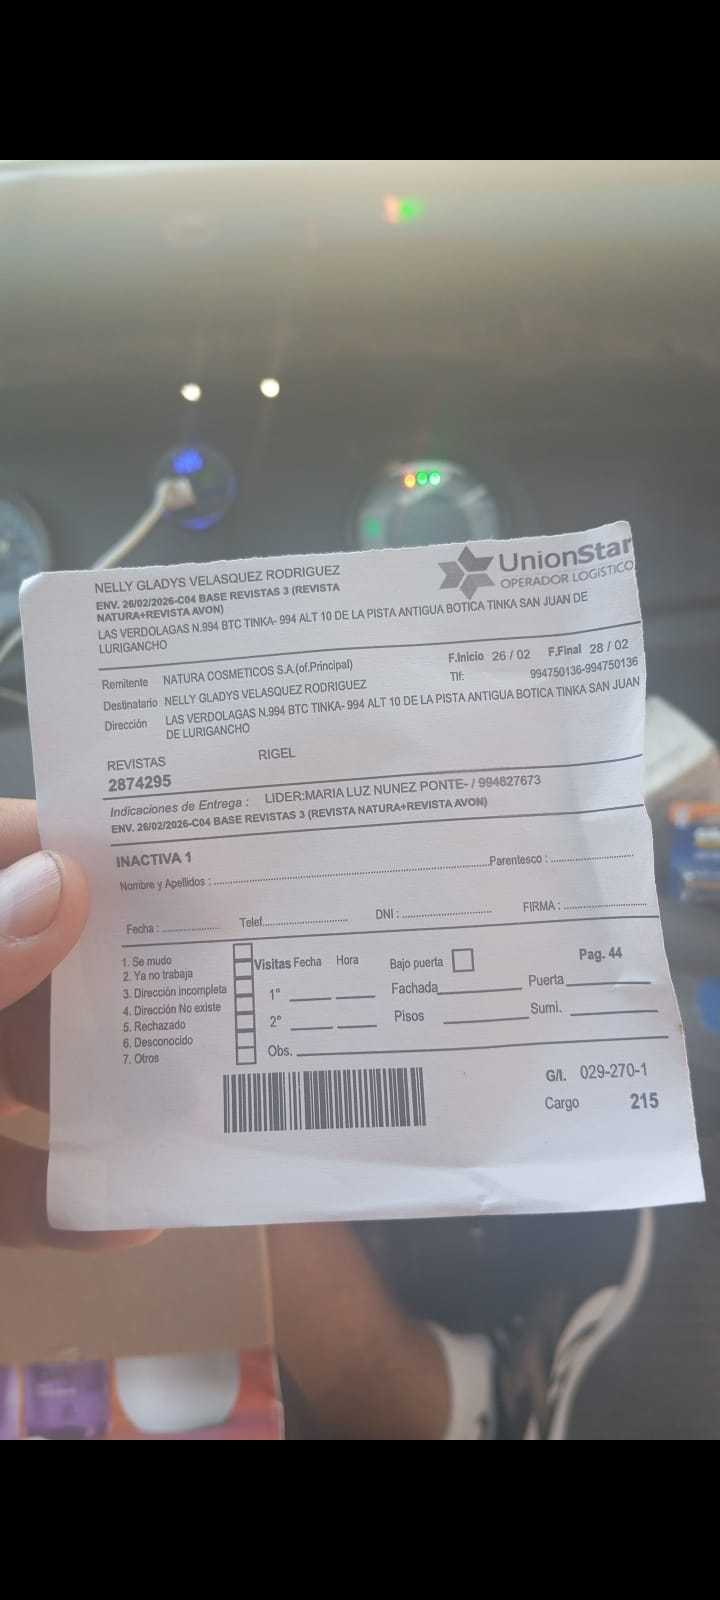 NELLY GLADYS VELASQUEZ RODRIGUEZ
UnionStar
OPERADOR LOGISTICO
ENV. 26/02/2026-C04 BASE REVISTAS 3 (REVISTA
NATURA+REVISTA AVON)
LAS VERDOLAGAS N.994 BTC TINKA- 994 ALT 10 DE LA PISTA ANTIGUA BOTICA TINKA SAN JUAN DE
LURIGANCHO
Remitente NATURA COSMETICOS S.A.(of.Principal) F.Inicio 26 / 02 F.Final 28 / 02
Destinatario NELLY GLADYS VELASQUEZ RODRIGUEZ Tlf: 994750136-994750136
Dirección LAS VERDOLAGAS N.994 BTC TINKA- 994 ALT 10 DE LA PISTA ANTIGUA BOTICA TINKA SAN JUAN
DE LURIGANCHO
REVISTAS RIGEL
2874295
Indicaciones de Entrega : LIDER:MARIA LUZ NUNEZ PONTE- / 994627673
ENV. 26/02/2026-C04 BASE REVISTAS 3 (REVISTA NATURA+REVISTA AVON)
INACTIVA 1
Nombre y Apellidos : Parentesco :
Fecha : Telef. DNI : FIRMA :
1. Se mudo
2. Ya no trabaja
3. Dirección incompleta
4. Dirección No existe
5. Rechazado
6. Desconocido
7. Otros
Visitas Fecha Hora Bajo puerta Pag. 44
1° Fachada Puerta
2° Pisos Sumi.
Obs.
G/l. 029-270-1
Cargo 215